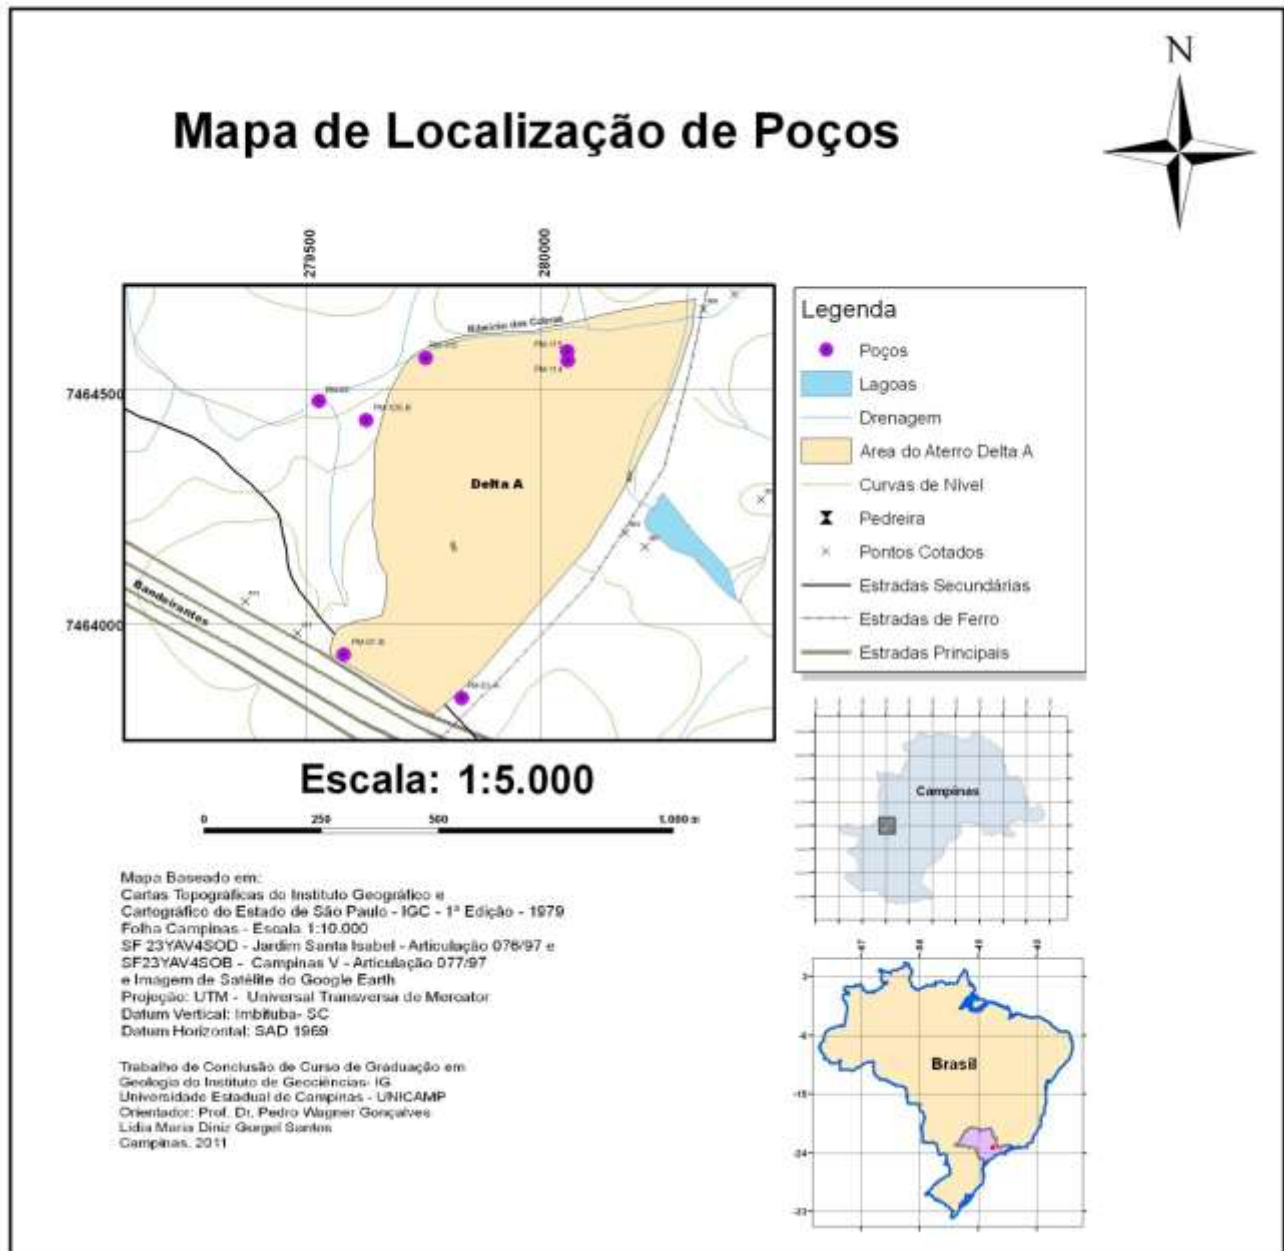 N
Mapa de Localização de Poços
279500
280000
7464500
7464000
Ribeirão das Cobras
Delta A
Bandeirantes
Legenda
Poços
Lagoas
Drenagem
Area do Aterro Delta A
Curvas de Nível
Pedreira
Pontos Cotados
Estradas Secundárias
Estradas de Ferro
Estradas Principais
Escala: 1:5.000
0 250 500 1.000 m
Campinas
Brasil
Mapa Baseado em:
Cartas Topográficas do Instituto Geográfico e
Cartográfico do Estado de São Paulo - IGC - 1ª Edição - 1979
Folha Campinas - Escala 1:10.000
SF 23YAV4SOD - Jardim Santa Isabel - Articulação 076/97 e
SF23YAV4SOB - Campinas V - Articulação 077/97
e Imagem de Satélite do Google Earth
Projeção: UTM - Universal Transversa de Mercator
Datum Vertical: Imbituba- SC
Datum Horizontal: SAD 1969
Trabalho de Conclusão de Curso de Graduação em
Geologia do Instituto de Geociências- IG
Universidade Estadual de Campinas - UNICAMP
Orientador: Prof. Dr. Pedro Wagner Gonçalves
Lidia Maria Diniz Gurgel Santos
Campinas, 2011